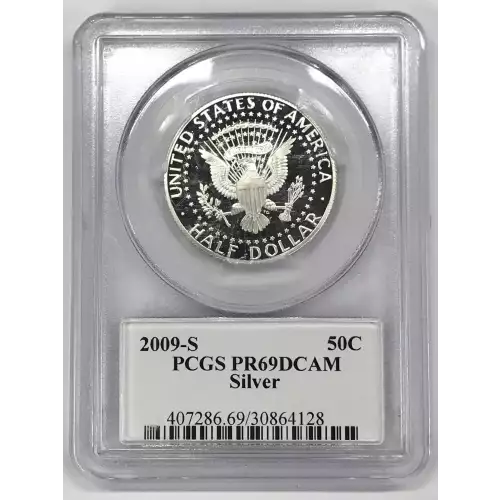 UNITED STATES OF AMERICA
HALF DOLLAR
2009-S 50C
PCGS PR69DCAM
Silver
407286.69/30864128